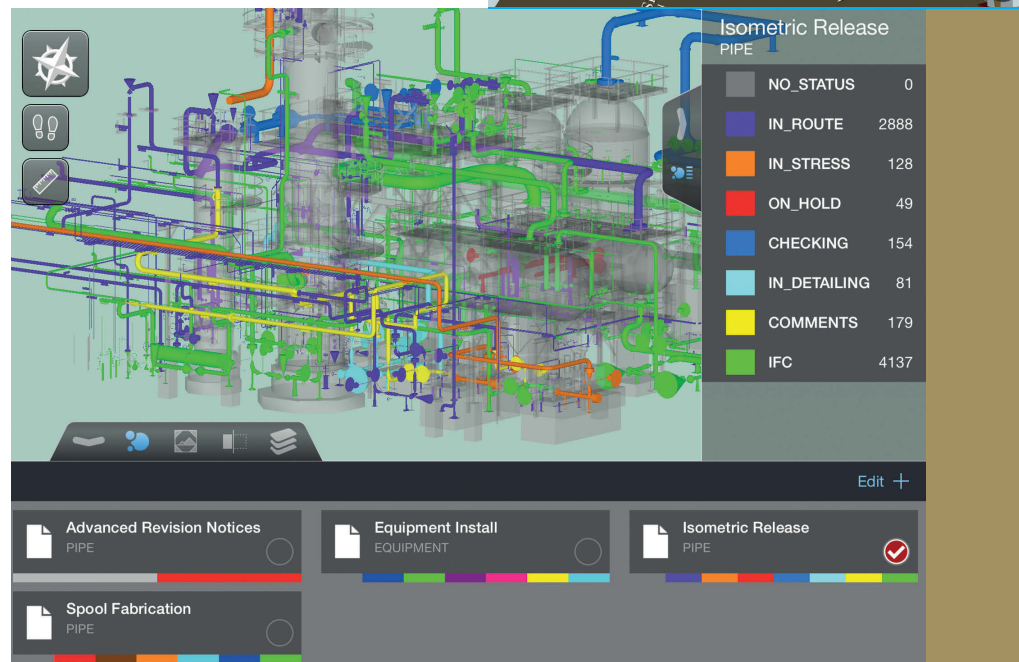 Isometric Release
PIPE
NO_STATUS 0
IN_ROUTE 2888
IN_STRESS 128
ON_HOLD 49
CHECKING 154
IN_DETAILING 81
COMMENTS 179
IFC 4137
Edit +
Advanced Revision Notices
PIPE
Equipment Install
EQUIPMENT
Isometric Release
PIPE
Spool Fabrication
PIPE